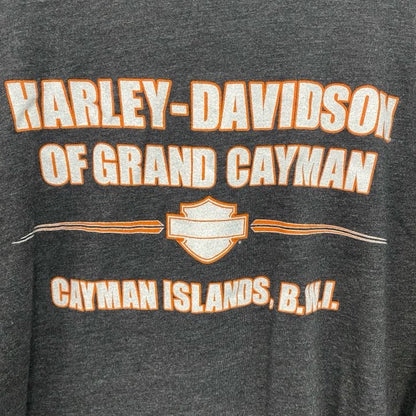 HARLEY-DAVIDSON
OF GRAND CAYMAN
CAYMAN ISLANDS, B.W.I.